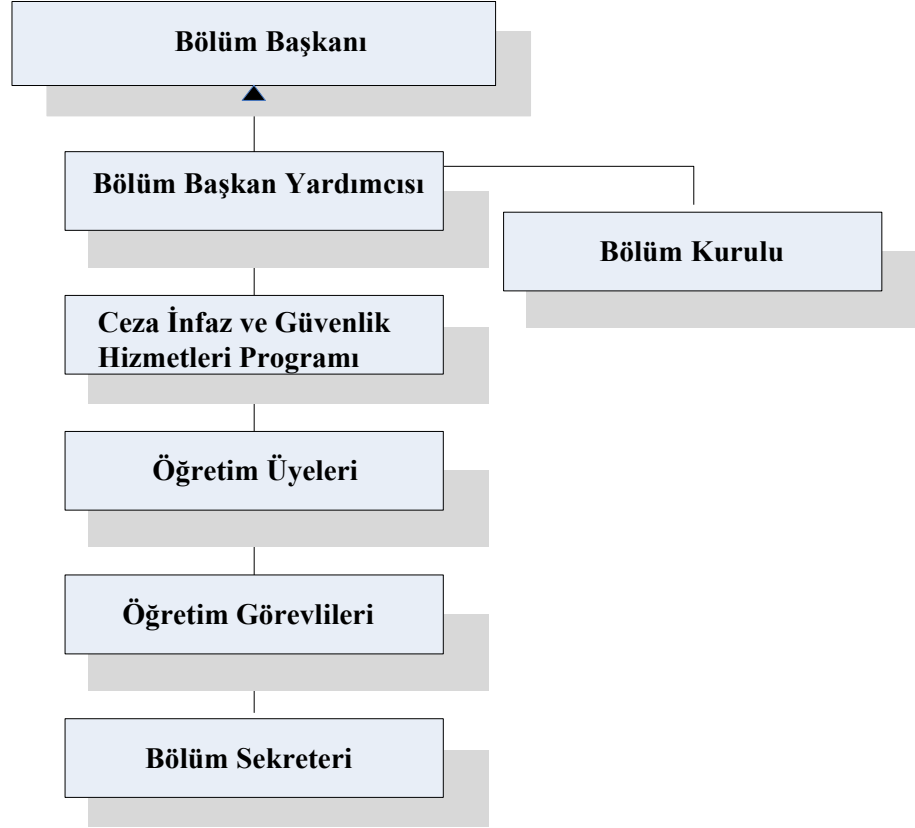 Bölüm Başkanı
Bölüm Başkan Yardımcısı
Bölüm Kurulu
Ceza İnfaz ve Güvenlik
Hizmetleri Programı
Öğretim Üyeleri
Öğretim Görevlileri
Bölüm Sekreteri